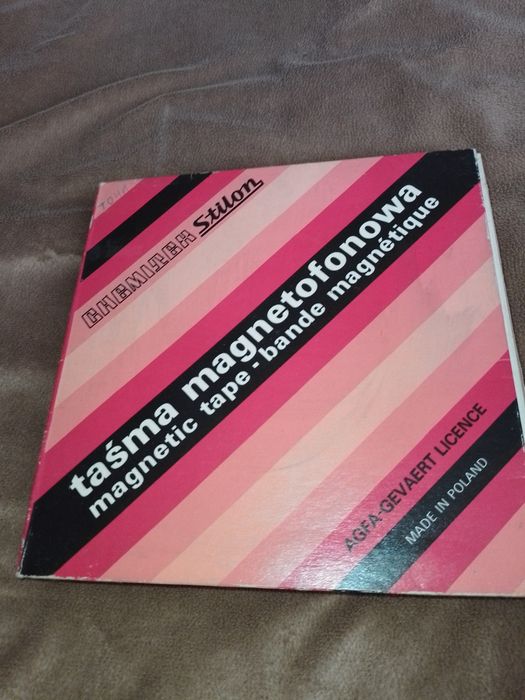 CHEMITEX Stilon
taśma magnetofonowa
magnetic tape - bande magnétique
AGFA-GEVAERT LICENCE
MADE IN POLAND